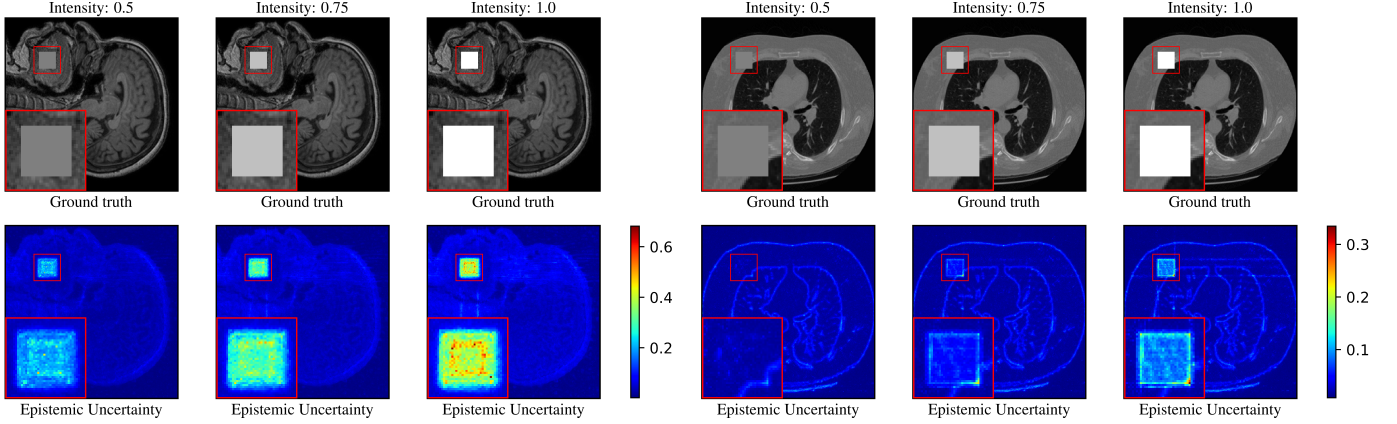 Intensity: 0.5 Intensity: 0.75 Intensity: 1.0 Intensity: 0.5 Intensity: 0.75 Intensity: 1.0
Ground truth Ground truth Ground truth Ground truth Ground truth Ground truth
0.6
0.4
0.2
0.3
0.2
0.1
Epistemic Uncertainty Epistemic Uncertainty Epistemic Uncertainty Epistemic Uncertainty Epistemic Uncertainty Epistemic Uncertainty